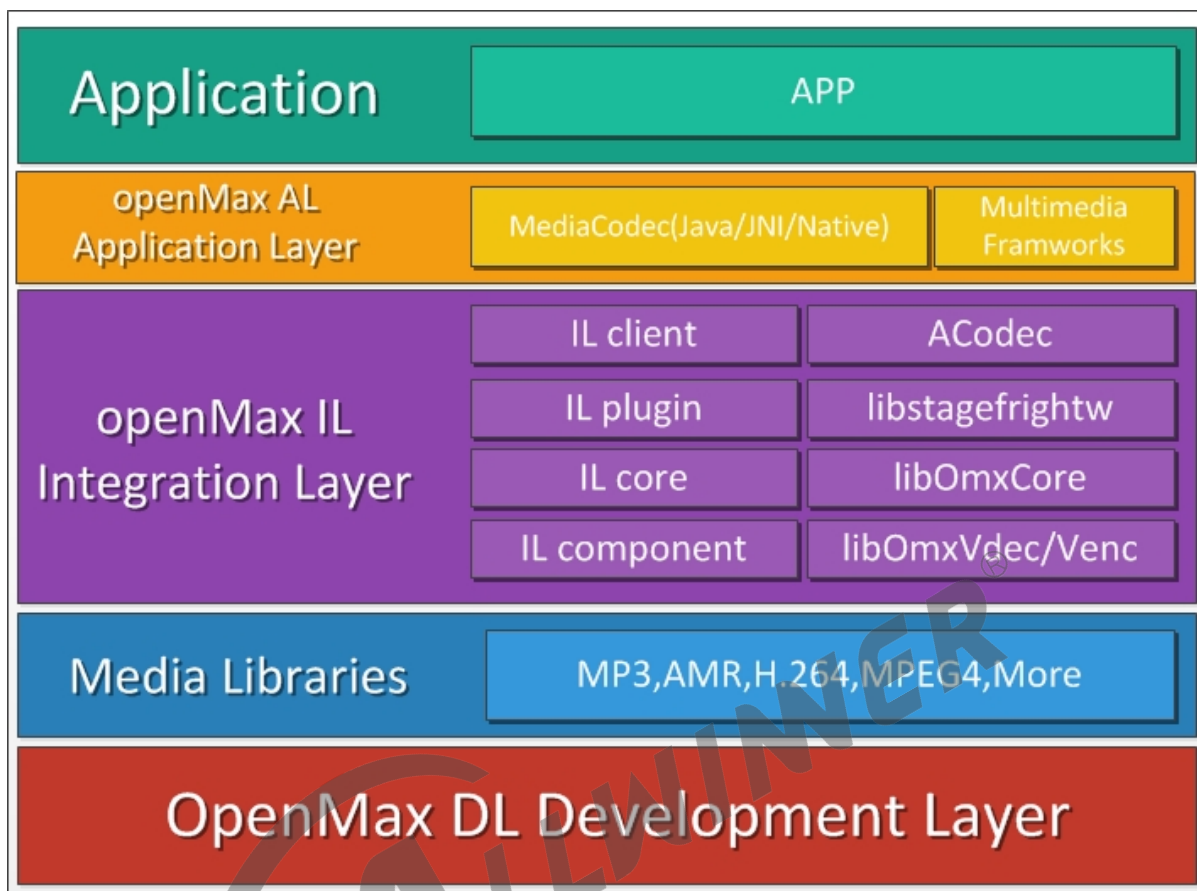 Application
APP
openMax AL
Application Layer
MediaCodec(Java/JNI/Native)
Multimedia
Framworks
openMax IL
Integration Layer
IL client
ACodec
IL plugin
libstagefrightw
IL core
libOmxCore
IL component
libOmxVdec/Venc
Media Libraries
MP3,AMR,H.264,MPEG4,More
OpenMax DL Development Layer
ALLWINNER®